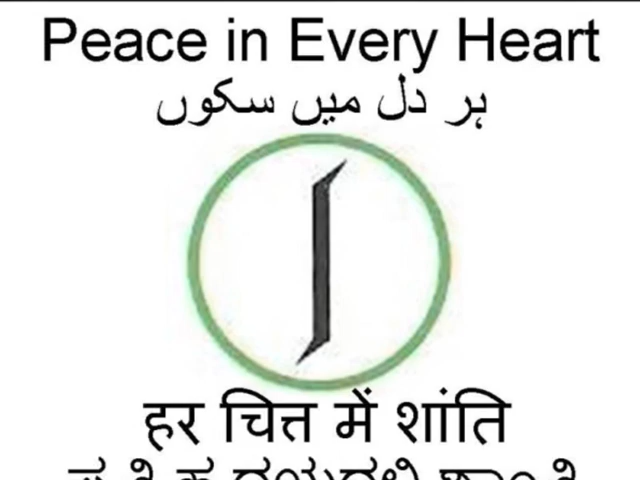 Peace in Every Heart
ہر دل میں سکوں
हर चित्त में शांति